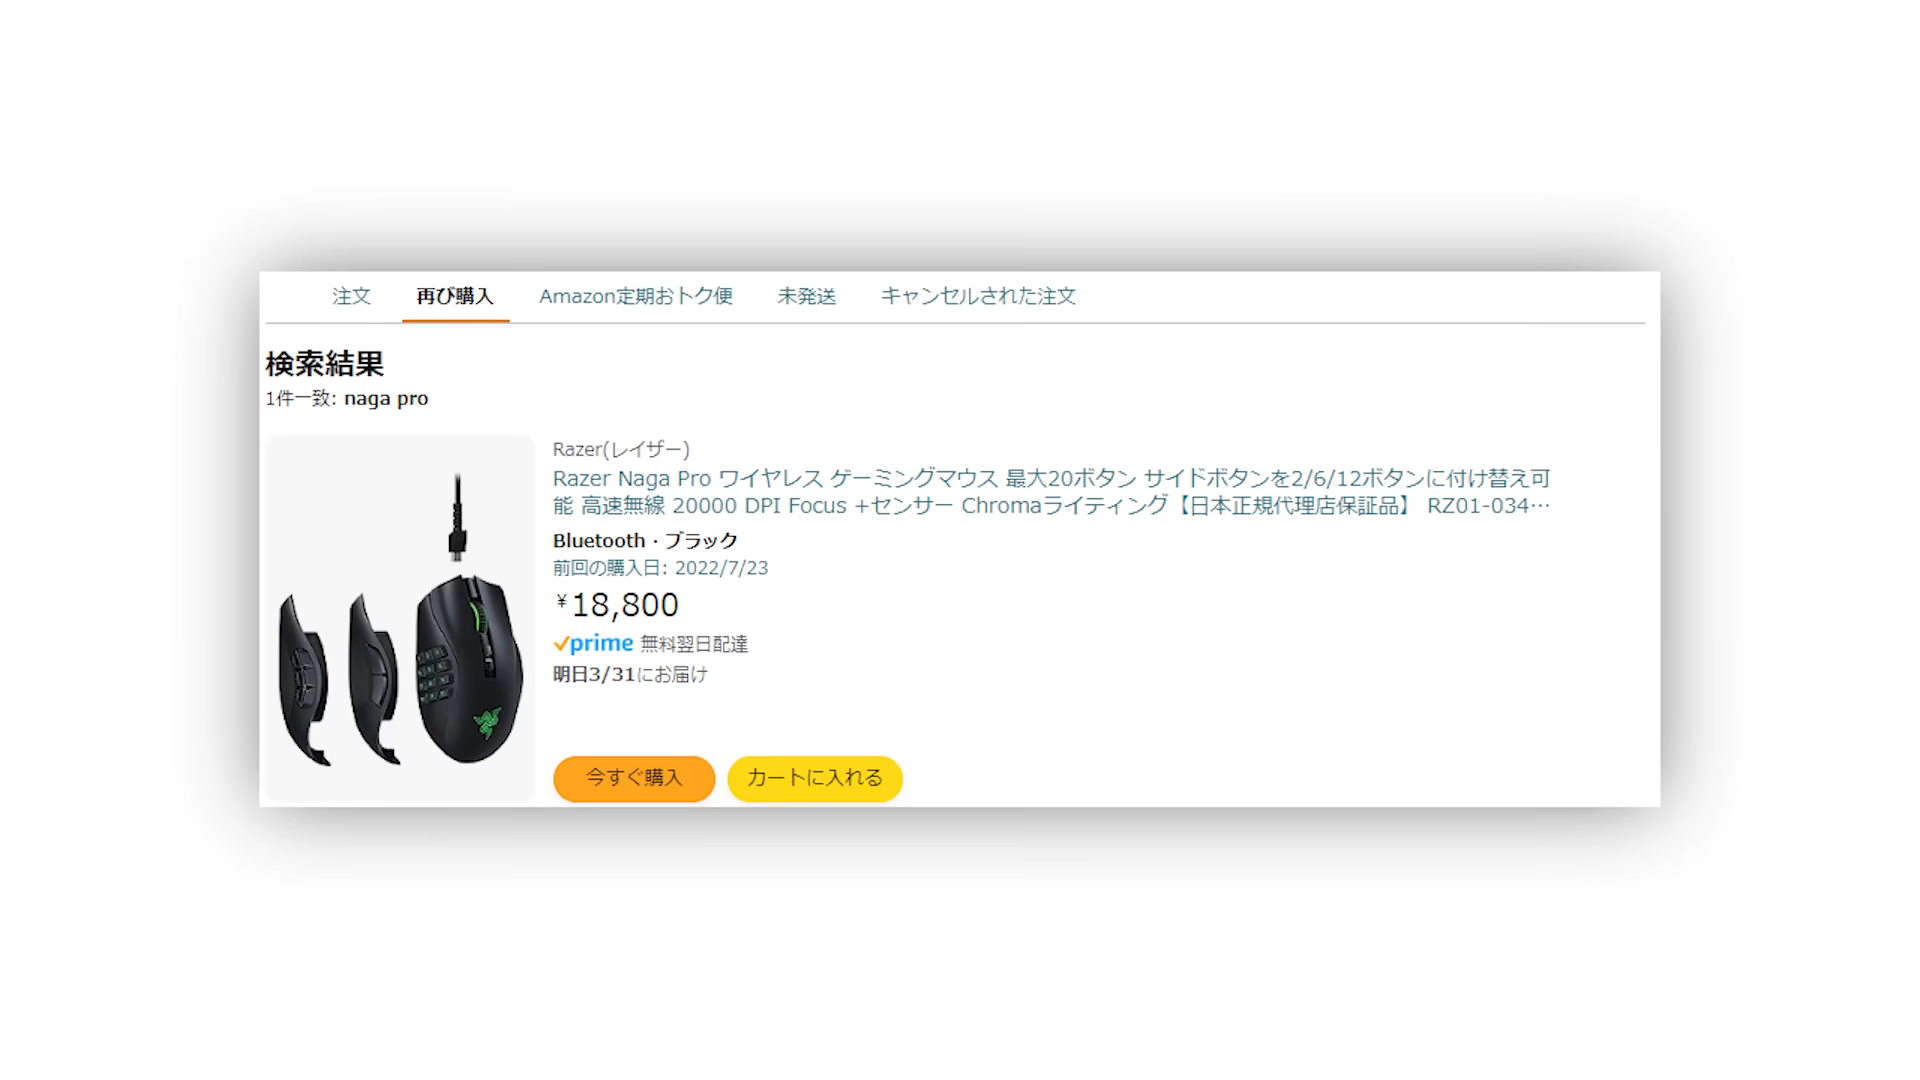 注文 再び購入 Amazon定期おトク便 未発送 キャンセルされた注文
検索結果
1件一致: naga pro
Razer(レイザー)
Razer Naga Pro ワイヤレス ゲーミングマウス 最大20ボタン サイドボタンを2/6/12ボタンに付け替え可
能 高速無線 20000 DPI Focus +センサー Chromaライティング【日本正規代理店保証品】 RZ01-034…
Bluetooth・ブラック
前回の購入日: 2022/7/23
¥18,800
prime 無料翌日配達
明日3/31にお届け
今すぐ購入 カートに入れる